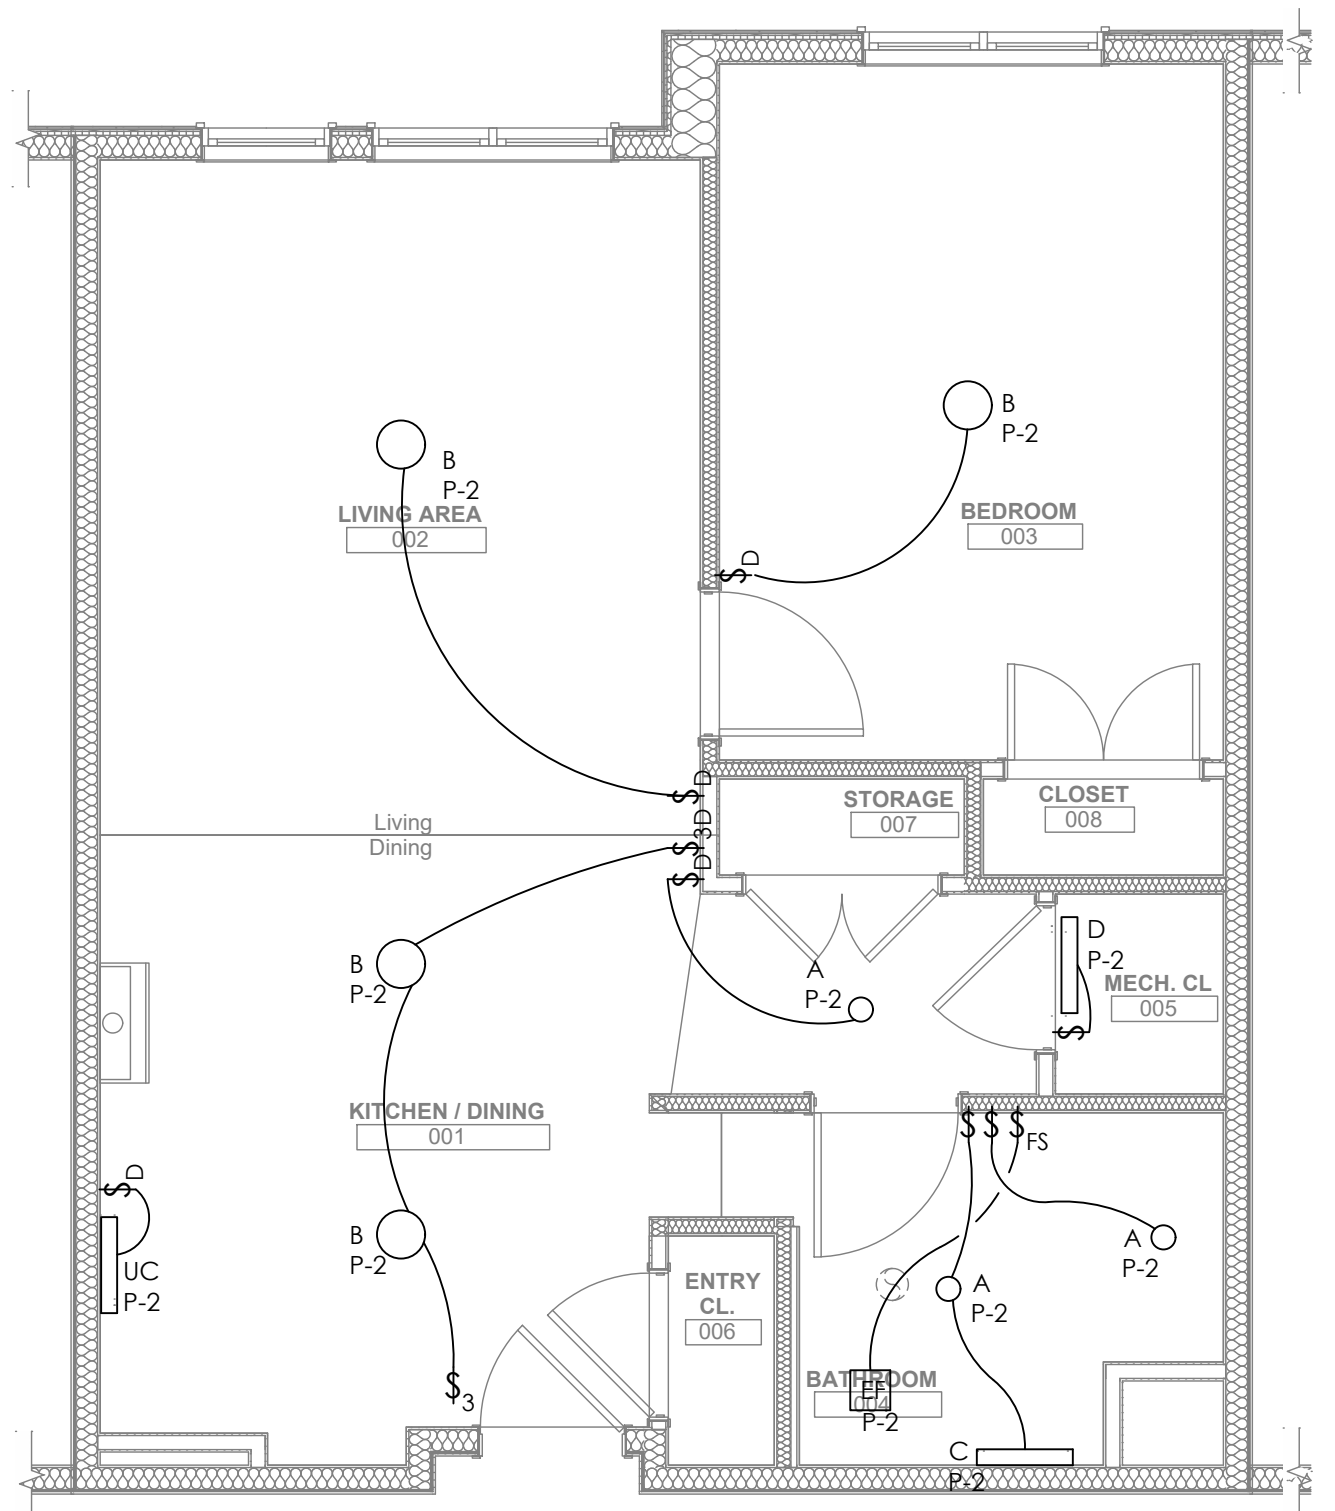 B
P-2
B
P-2
LIVING AREA
002
BEDROOM
003
$D
$D
STORAGE
007
CLOSET
008
Living
Dining
$3D
$D
B
P-2
A
P-2
D
P-2
MECH. CL
005
$
KITCHEN / DINING
001
$ $ $FS
$D
UC
P-2
B
P-2
A
P-2
ENTRY
CL.
006
A
P-2
S
$3
BATHROOM
004
EF
P-2
C
P-2